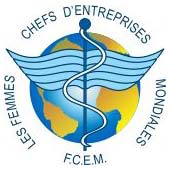 LES FEMMES
CHEFS D'ENTREPRISES
MONDIALES
F.C.E.M.